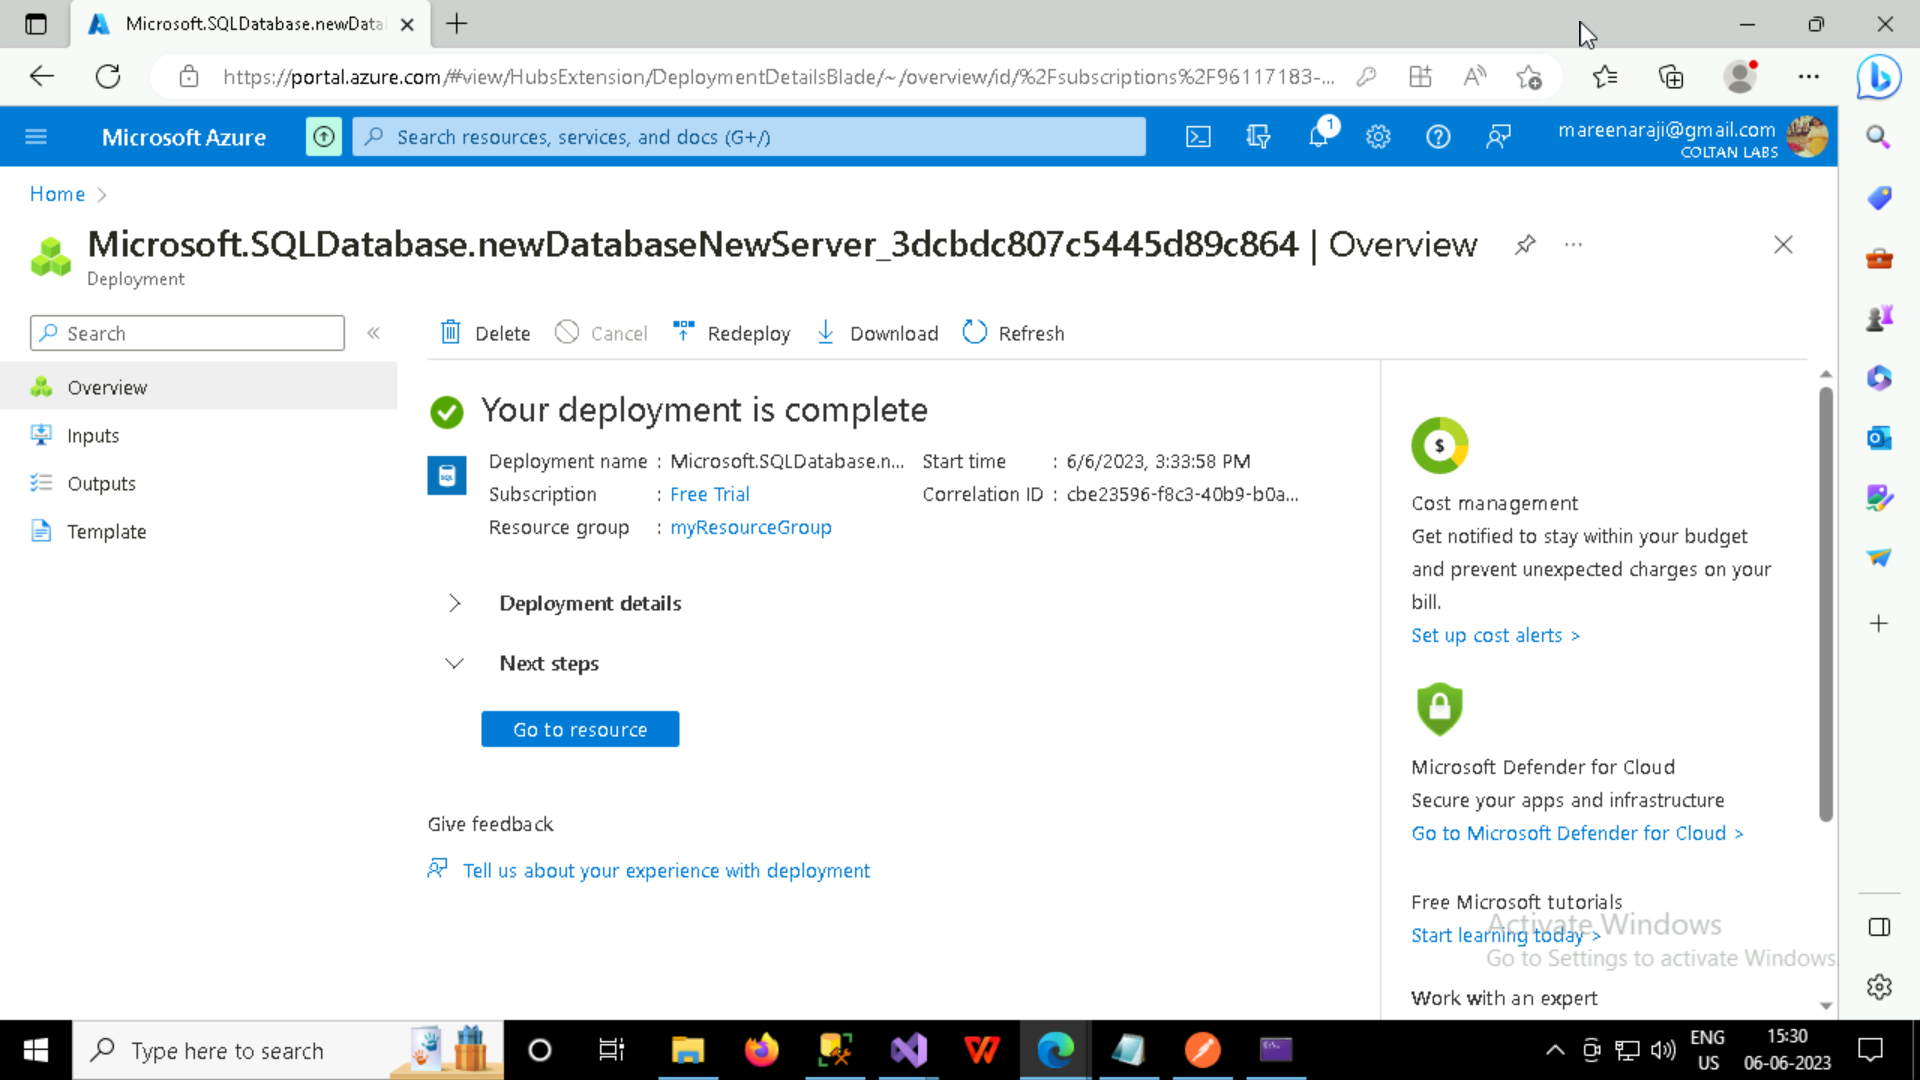 Microsoft.SQLDatabase.newData
https://portal.azure.com/#view/HubsExtension/DeploymentDetailsBlade/~/overview/id/%2Fsubscriptions%2F96117183-...
Microsoft Azure
Search resources, services, and docs (G+/)
1
mareenaraji@gmail.com
COLTAN LABS
Home >
Microsoft.SQLDatabase.newDatabaseNewServer_3dcbdc807c5445d89c864 | Overview
Deployment
Search
Delete
Cancel
Redeploy
Download
Refresh
Overview
Inputs
Outputs
Template
Your deployment is complete
Deployment name : Microsoft.SQLDatabase.n...
Subscription : Free Trial
Resource group : myResourceGroup
Start time : 6/6/2023, 3:33:58 PM
Correlation ID : cbe23596-f8c3-40b9-b0a...
Deployment details
Next steps
Go to resource
Give feedback
Tell us about your experience with deployment
Cost management
Get notified to stay within your budget
and prevent unexpected charges on your
bill.
Set up cost alerts >
Microsoft Defender for Cloud
Secure your apps and infrastructure
Go to Microsoft Defender for Cloud >
Free Microsoft tutorials
Start learning today >
Work with an expert
Activate Windows
Go to Settings to activate Windows.
Type here to search
ENG
US
15:30
06-06-2023